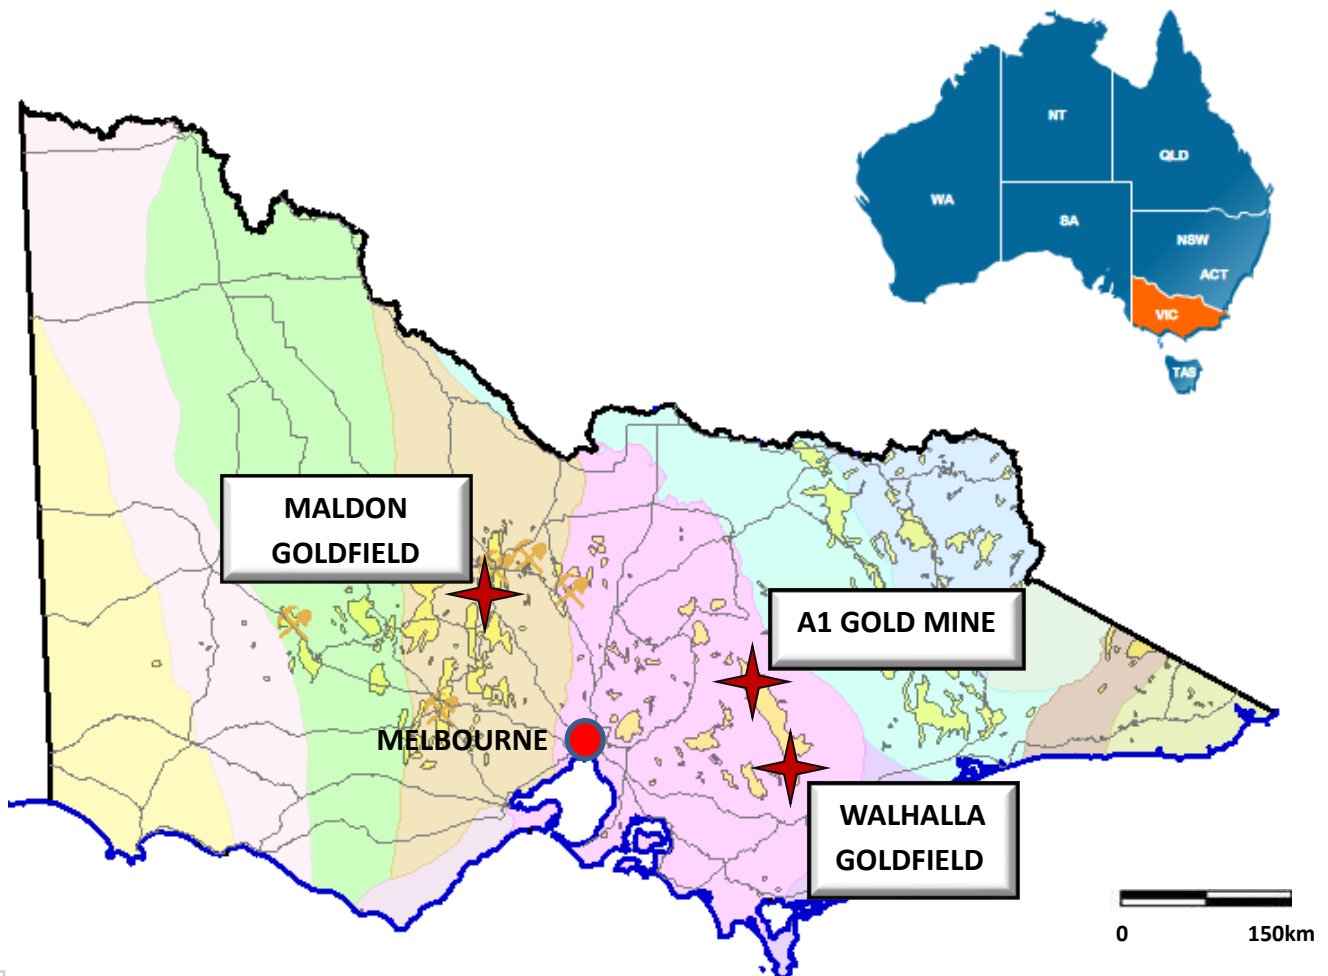 NT
QLD
WA
SA
NSW
ACT
VIC
TAS
MALDON
GOLDFIELD
A1 GOLD MINE
MELBOURNE
WALHALLA
GOLDFIELD
0 150km